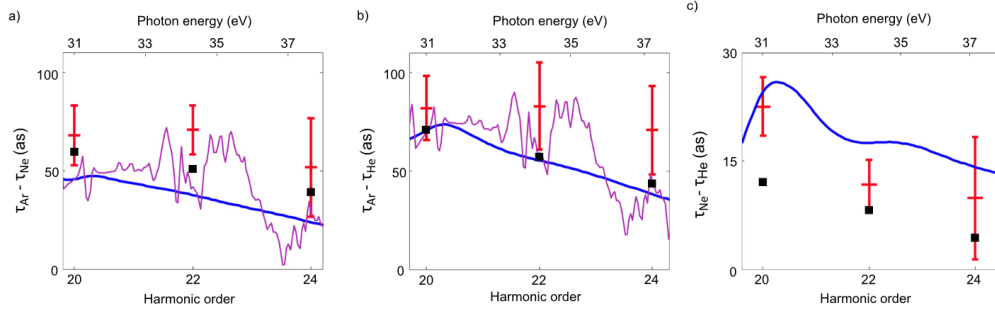 a)
Photon energy (eV)
31 33 35 37
100
50
0
τAr - τNe (as)
20 22 24
Harmonic order
b)
Photon energy (eV)
31 33 35 37
100
50
0
τAr - τHe (as)
20 22 24
Harmonic order
c)
Photon energy (eV)
31 33 35 37
30
15
0
τNe- τHe (as)
20 22 24
Harmonic order